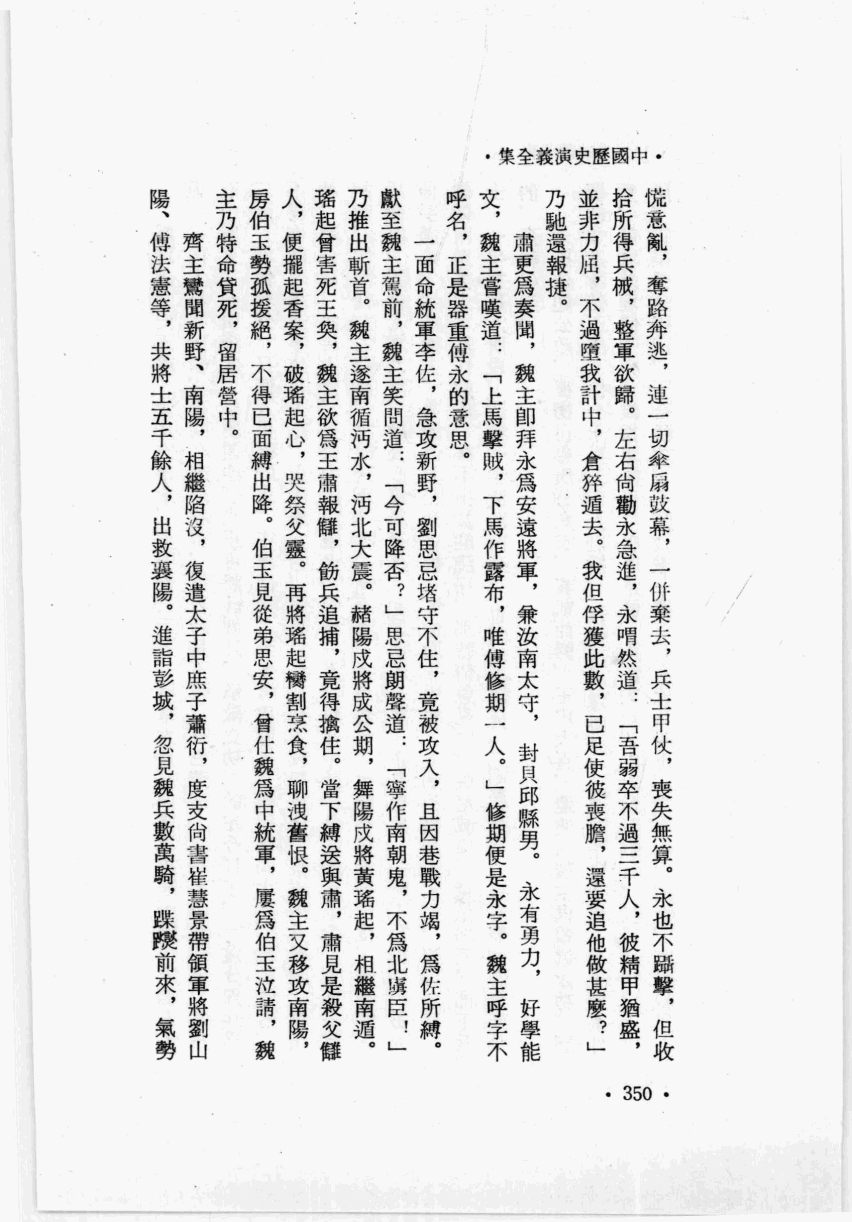 •中國歷史演義全集•
慌意亂，奪路奔逃，連一切傘扇鼓幕，一併棄去，兵士甲仗，喪失無算。永也不躡擊，但收
拾所得兵械，整軍欲歸。左右尙勸永急進，永喟然道：「吾弱卒不過三千人，彼精甲猶盛，
並非力屈，不過墮我計中，倉猝遁去。我但俘獲此數，已足使彼喪膽，還要追他做甚麼？」
乃馳還報捷。
肅更爲奏聞，魏主卽拜永爲安遠將軍，兼汝南太守，封貝邱縣男。永有勇力，好學能
文，魏主嘗嘆道：「上馬擊賊，下馬作露布，唯傅修期一人。」修期便是永字。魏主呼字不
呼名，正是器重傅永的意思。
一面命統軍李佐，急攻新野，劉思忌堵守不住，竟被攻入，且因巷戰力竭，爲佐所縛。
獻至魏主駕前，魏主笑問道：「今可降否？」思忌朗聲道：「寧作南朝鬼，不爲北虜臣！」
乃推出斬首。魏主遂南循沔水，沔北大震。赭陽戍將成公期，舞陽戍將黃瑤起，相繼南遁。
瑤起曾害死王奐，魏主欲爲王肅報讎，飭兵追捕，竟得擒住。當下縛送與肅，肅見是殺父讎
人，便擺起香案，破瑤起心，哭祭父靈。再將瑤起臠割烹食，聊洩舊恨。魏主又移攻南陽，
房伯玉勢孤援絕，不得已面縛出降。伯玉見從弟思安，曾仕魏爲中統軍，屢爲伯玉泣請，魏
主乃特命貸死，留居營中。
齊主驚聞新野、南陽，相繼陷沒，復遣太子中庶子蕭衍，度支尙書崔慧景帶領軍將劉山
陽、傅法憲等，共將士五千餘人，出救襄陽。進詣彭城，忽見魏兵數萬騎，蹀躞前來，氣勢
• 350 •